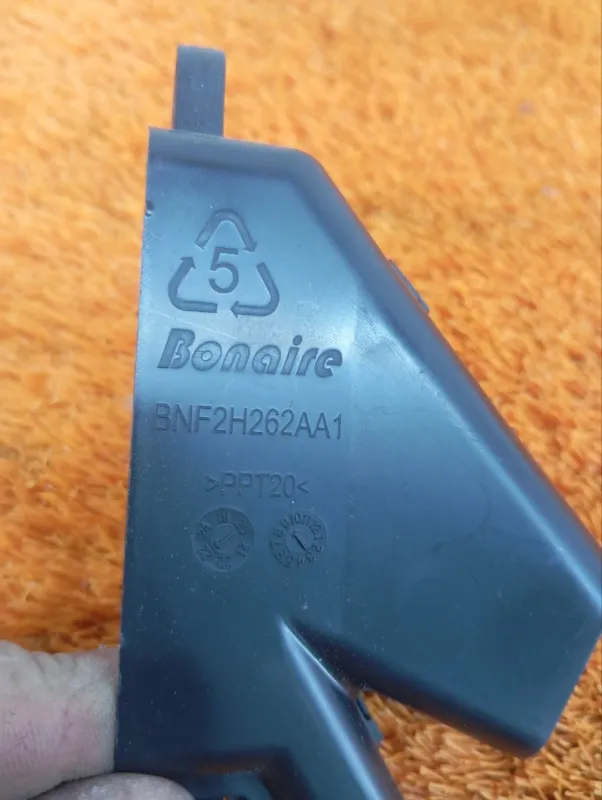 5
Bonaire
BNF2H262AA1
>PPT20<